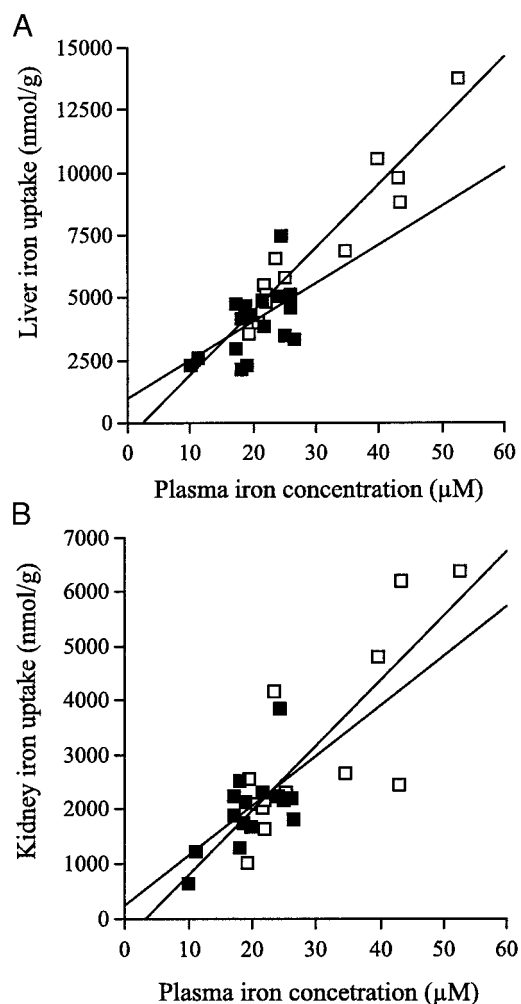 A
15000
12500
10000
7500
5000
2500
0
Liver iron uptake (nmol/g)
0 10 20 30 40 50 60
Plasma iron concentration (µM)
B
7000
6000
5000
4000
3000
2000
1000
0
Kidney iron uptake (nmol/g)
0 10 20 30 40 50 60
Plasma iron concetration (µM)